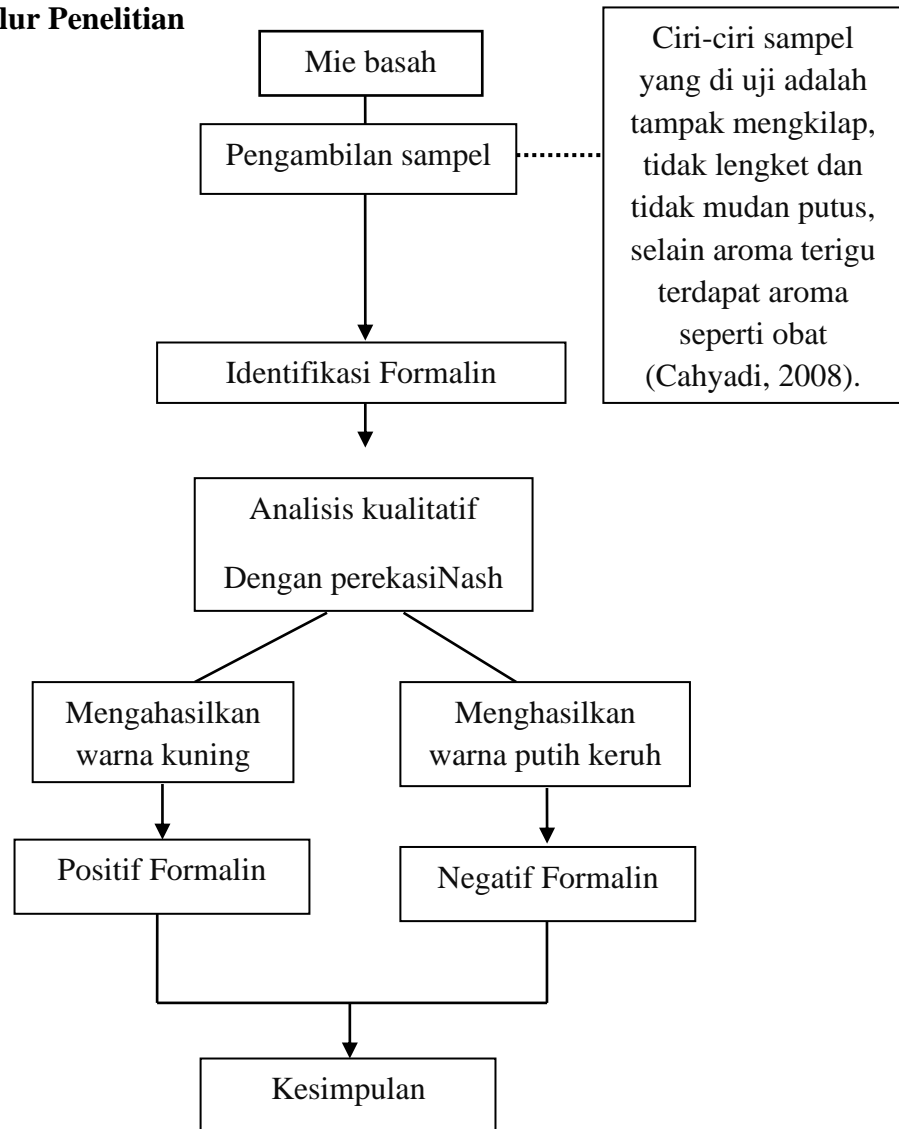 lur Penelitian
Mie basah
Pengambilan sampel
Ciri-ciri sampel
yang di uji adalah
tampak mengkilap,
tidak lengket dan
tidak mudan putus,
selain aroma terigu
terdapat aroma
seperti obat
(Cahyadi, 2008).
Identifikasi Formalin
Analisis kualitatif
Dengan perekasiNash
Mengahasilkan
warna kuning
Menghasilkan
warna putih keruh
Positif Formalin
Negatif Formalin
Kesimpulan